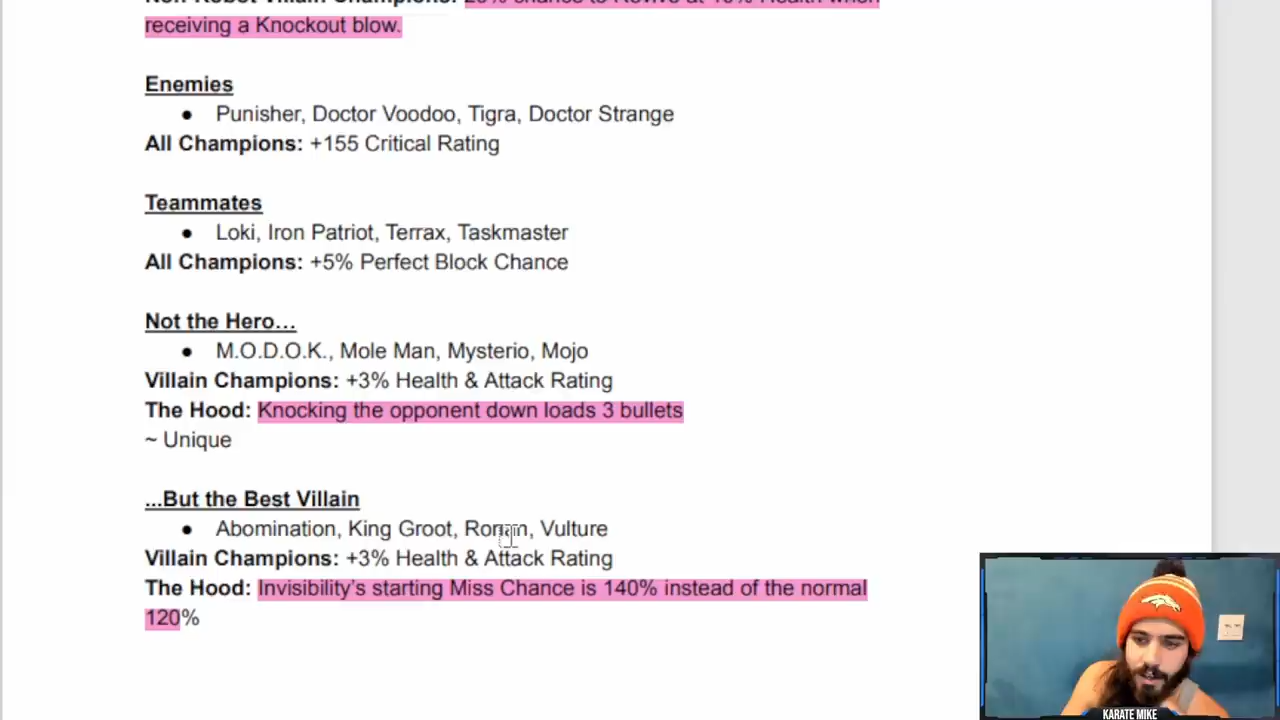 Non-Robot Villain Champions:
receiving a Knockout blow.
Enemies
● Punisher, Doctor Voodoo, Tigra, Doctor Strange
All Champions: +155 Critical Rating
Teammates
● Loki, Iron Patriot, Terrax, Taskmaster
All Champions: +5% Perfect Block Chance
Not the Hero...
● M.O.D.O.K., Mole Man, Mysterio, Mojo
Villain Champions: +3% Health & Attack Rating
The Hood: Knocking the opponent down loads 3 bullets
~ Unique
...But the Best Villain
● Abomination, King Groot, Ronan, Vulture
Villain Champions: +3% Health & Attack Rating
The Hood: Invisibility's starting Miss Chance is 140% instead of the normal
120%
KARATE MIKE